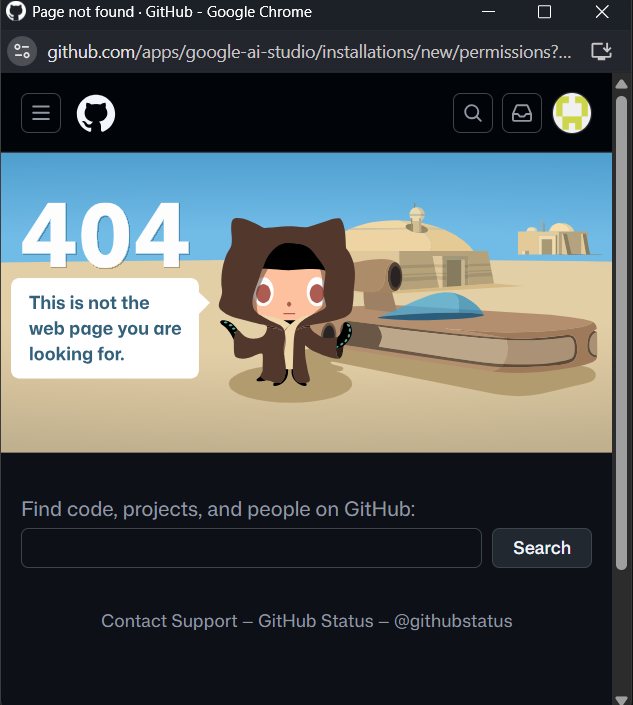 Page not found · GitHub - Google Chrome
github.com/apps/google-ai-studio/installations/new/permissions?...
404
This is not the
web page you are
looking for.
Find code, projects, and people on GitHub:
Search
Contact Support — GitHub Status — @githubstatus